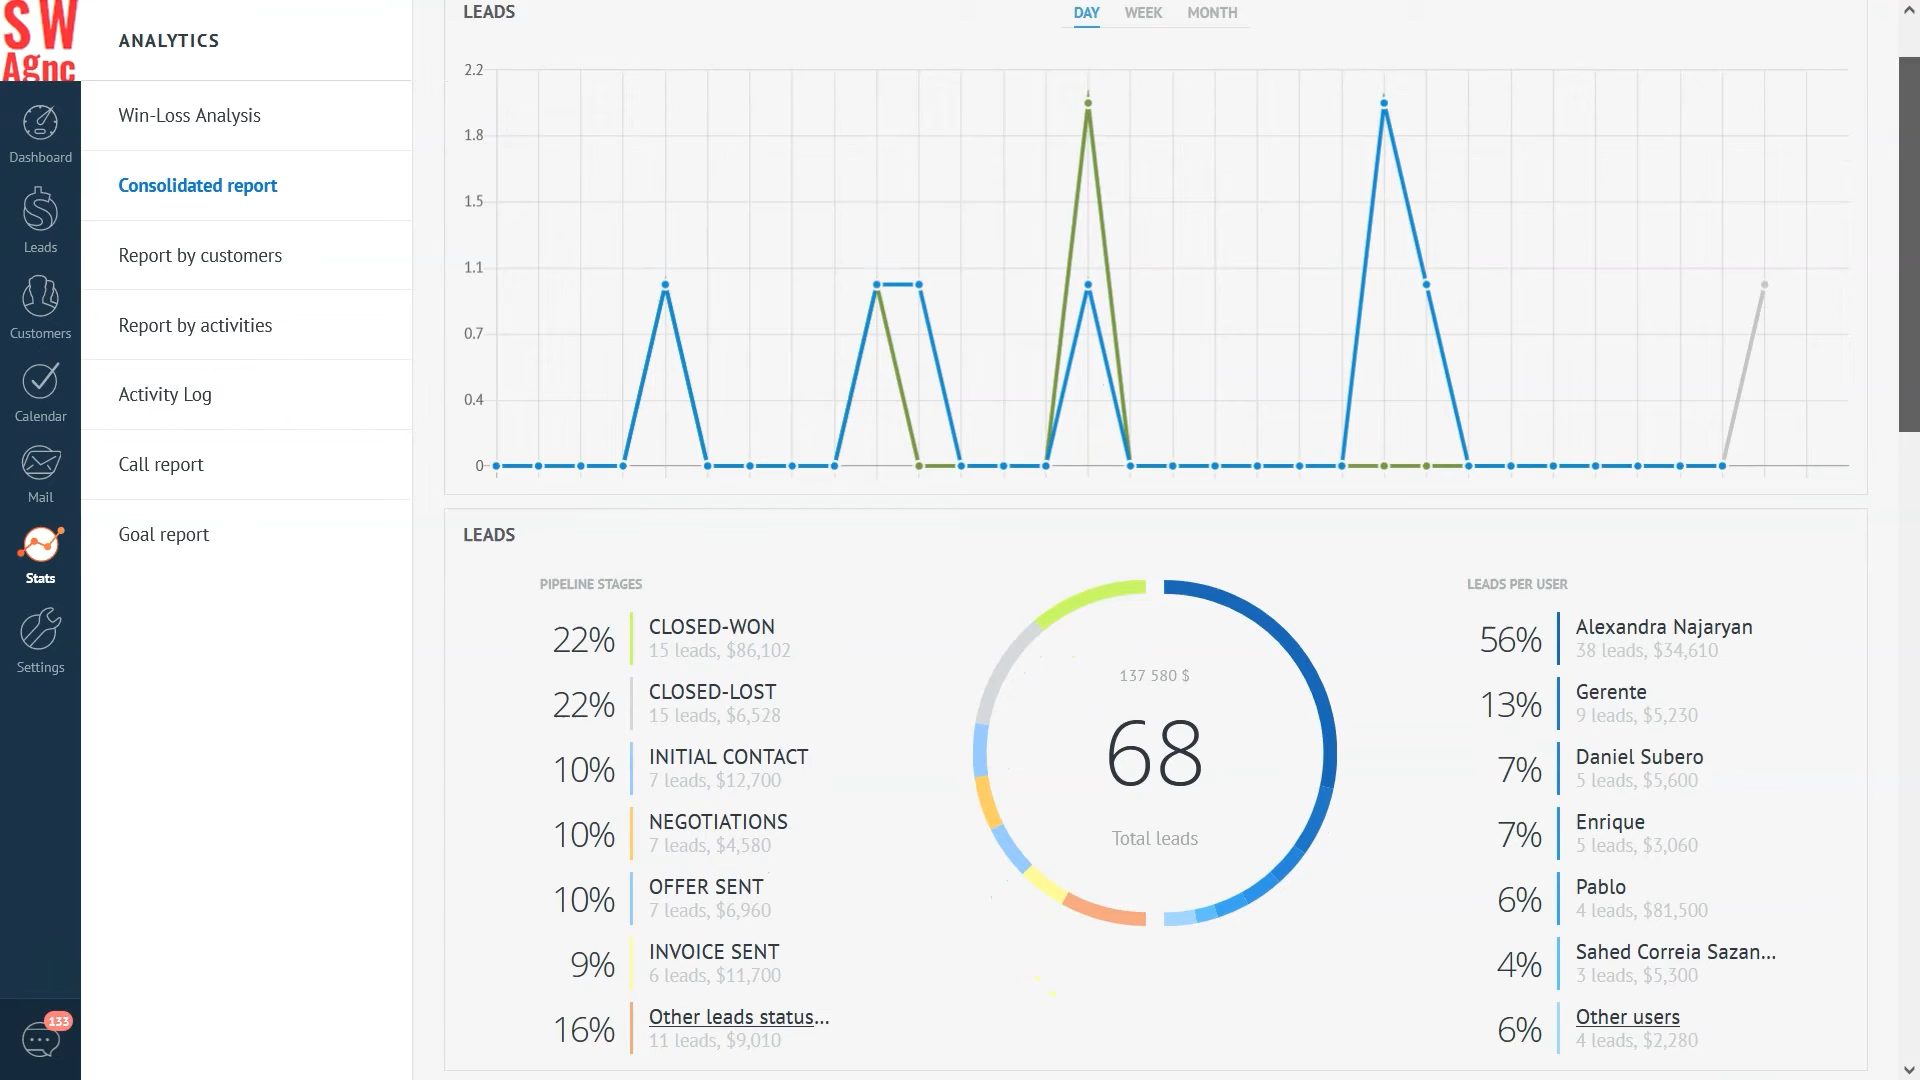 SW
Agnc
Dashboard
Leads
Customers
Calendar
Mail
Stats
Settings
133
ANALYTICS
Win-Loss Analysis
Consolidated report
Report by customers
Report by activities
Activity Log
Call report
Goal report
LEADS
DAY WEEK MONTH
2.2
1.8
1.5
1.1
0.7
0.4
0
LEADS
PIPELINE STAGES
22% CLOSED-WON
15 leads, $86,102
22% CLOSED-LOST
15 leads, $6,528
10% INITIAL CONTACT
7 leads, $12,700
10% NEGOTIATIONS
7 leads, $4,580
10% OFFER SENT
7 leads, $6,960
9% INVOICE SENT
6 leads, $11,700
16% Other leads status...
11 leads, $9,010
137 580 $
68
Total leads
LEADS PER USER
56% Alexandra Najaryan
38 leads, $34,610
13% Gerente
9 leads, $5,230
7% Daniel Subero
5 leads, $5,600
7% Enrique
5 leads, $3,060
6% Pablo
4 leads, $81,500
4% Sahed Correia Sazan...
3 leads, $5,300
6% Other users
4 leads, $2,280